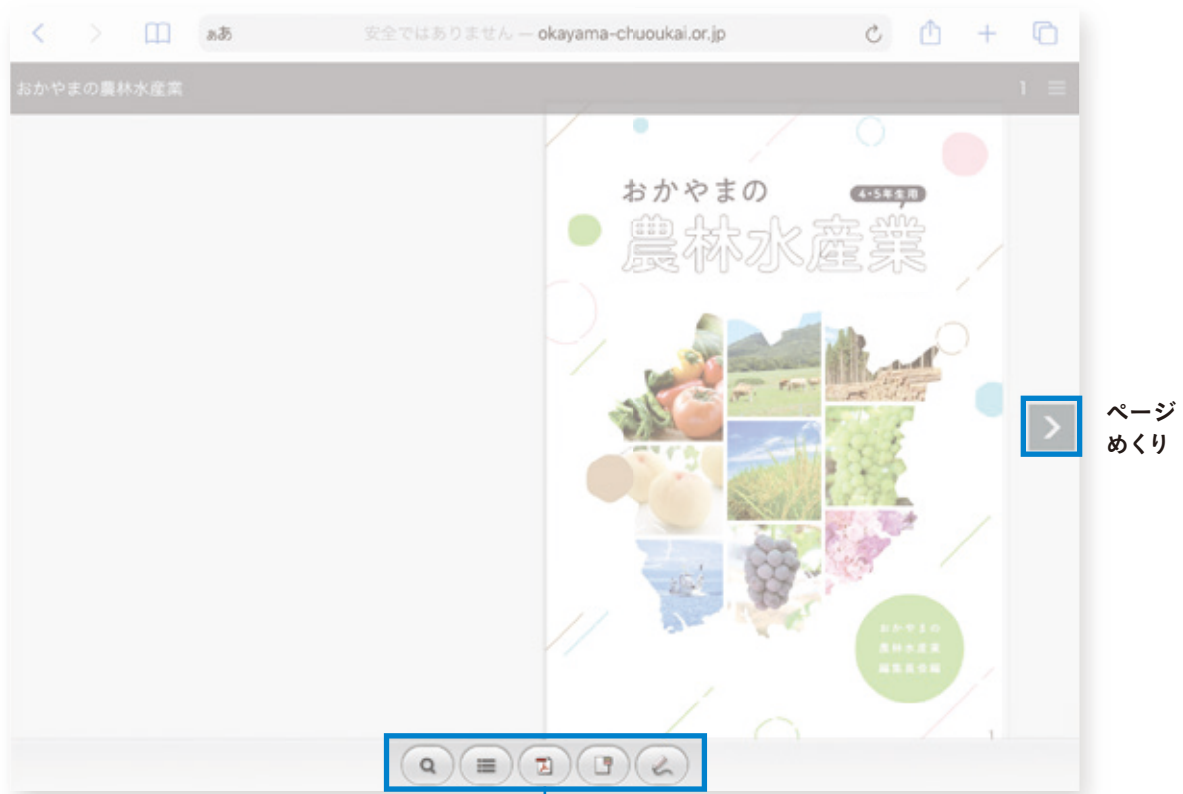 ぁあ
安全ではありません — okayama-chuoukai.or.jp
おかやまの農林水産業
1
おかやまの
4・5年生用
農林水産業
ページ
めくり
おかやまの
農林水産業
編集員会編
1